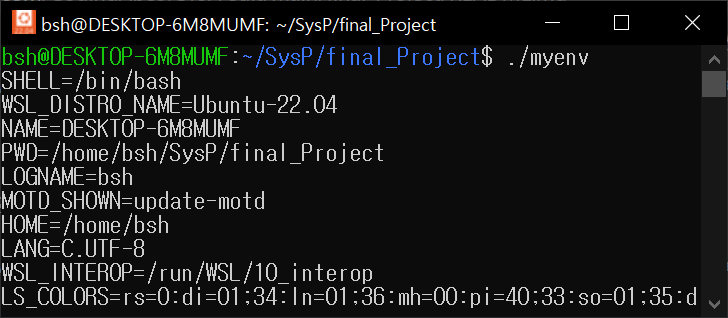 bsh@DESKTOP-6M8MUMF: ~/SysP/final_Project
bsh@DESKTOP-6M8MUMF:~/SysP/final_Project$ ./myenv
SHELL=/bin/bash
WSL_DISTRO_NAME=Ubuntu-22.04
NAME=DESKTOP-6M8MUMF
PWD=/home/bsh/SysP/final_Project
LOGNAME=bsh
MOTD_SHOWN=update-motd
HOME=/home/bsh
LANG=C.UTF-8
WSL_INTEROP=/run/WSL/10_interop
LS_COLORS=rs=0:di=01;34:ln=01;36:mh=00:pi=40;33:so=01;35:d